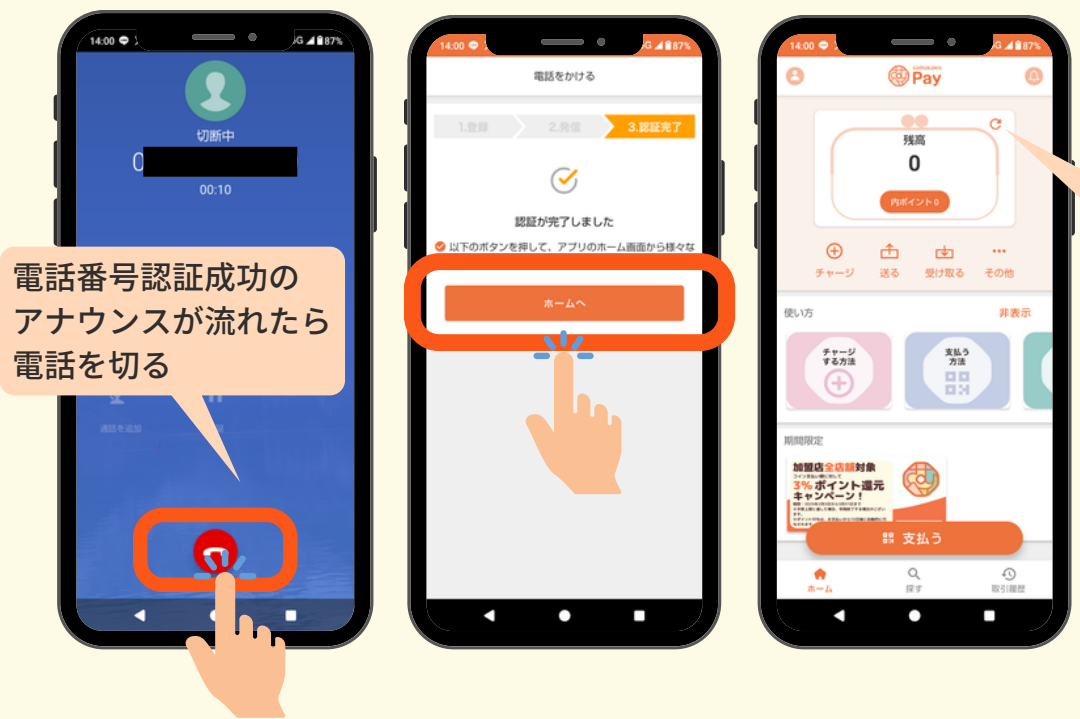 14:00
G 87%
切断中
0
00:10
電話番号認証成功の
アナウンスが流れたら
電話を切る
通話を追加
14:00
G 87%
電話をかける
1.登録
2.発信
3.認証完了
認証が完了しました
以下のボタンを押して、アプリのホーム画面から様々な
ホームへ
14:00
G 87%
Pay
残高
0
内ポイント 0
チャージ
送る
受け取る
その他
使い方
非表示
チャージ
する方法
支払う
方法
期間限定
加盟店全店舗対象
3% ポイント還元
キャンペーン！
支払う
ホーム
探す
取引履歴